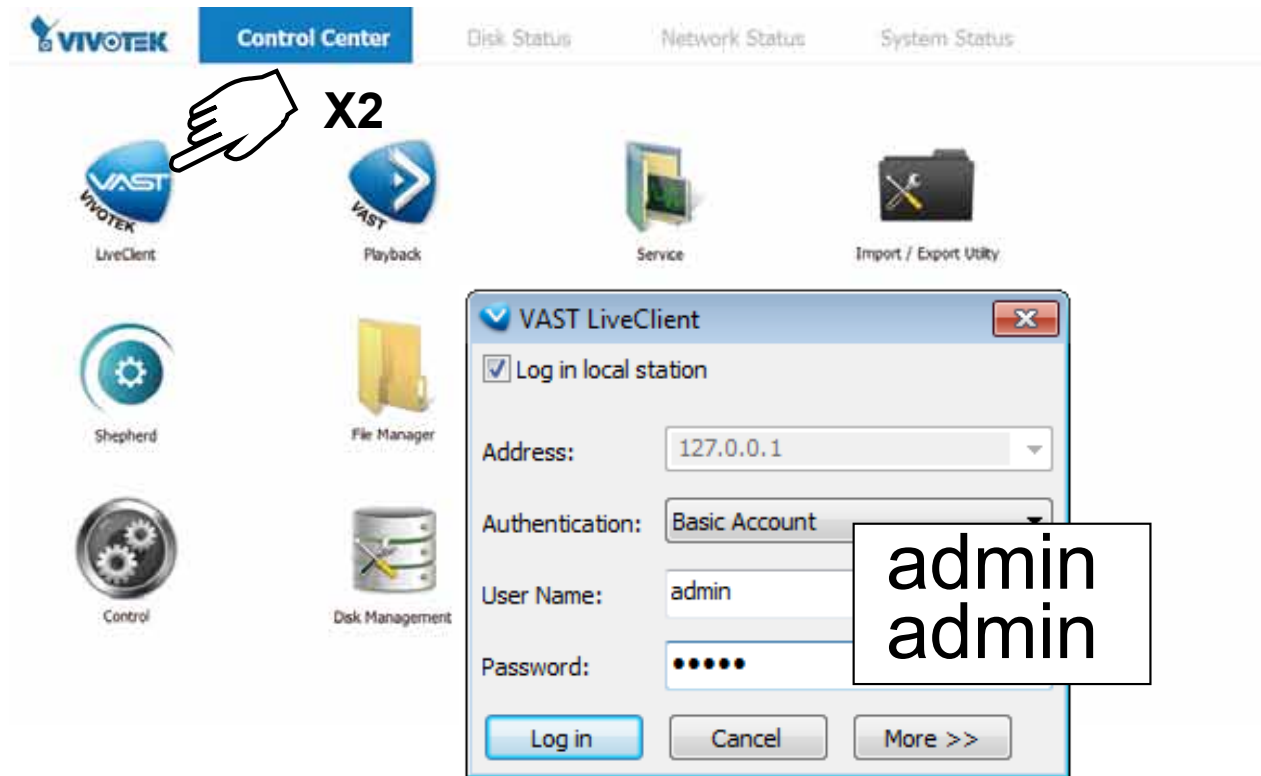 VIVOTEK Control Center Disk Status Network Status System Status
X2
VAST
VIVOTEK
VAST
LiveClient Playback Service Import / Export Utility
VAST LiveClient
Log in local station
Shepherd File Manager
Address: 127.0.0.1
Authentication: Basic Account
admin
admin
User Name: admin
Control Disk Management
Password: •••••
Log in Cancel More >>